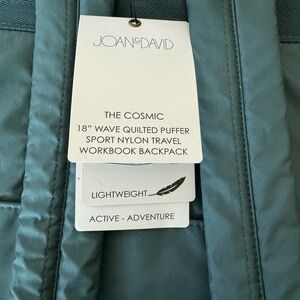 JOAN&DAVID
THE COSMIC
18" WAVE QUILTED PUFFER
SPORT NYLON TRAVEL
WORKBOOK BACKPACK
LIGHTWEIGHT
ACTIVE - ADVENTURE